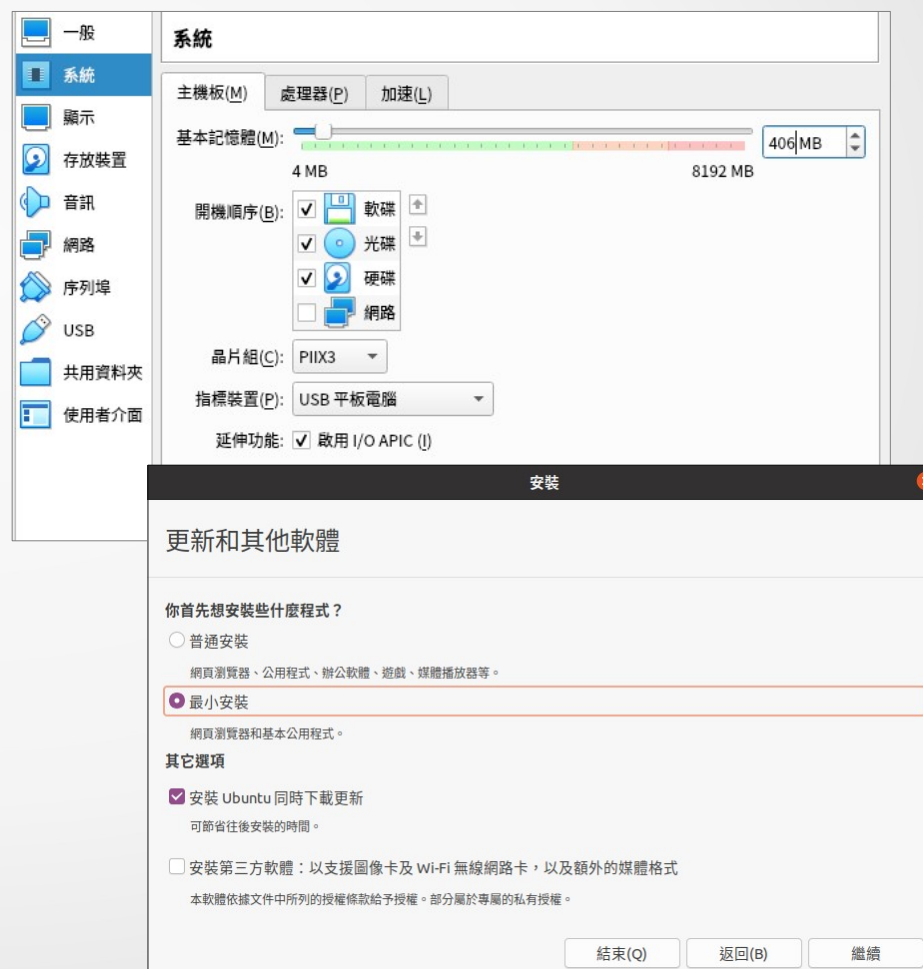 一般
系統
顯示
存放裝置
音訊
網路
序列埠
USB
共用資料夾
使用者介面
系統
主機板(M)
處理器(P)
加速(L)
基本記憶體(M):
406 MB
4 MB
8192 MB
開機順序(B):
軟碟
光碟
硬碟
網路
晶片組(C):
PIIX3
指標裝置(P):
USB 平板電腦
延伸功能:
啟用 I/O APIC (I)
安裝
更新和其他軟體
你首先想安裝些什麼程式？
普通安裝
網頁瀏覽器、公用程式、辦公軟體、遊戲、媒體播放器等。
最小安裝
網頁瀏覽器和基本公用程式。
其它選項
安裝 Ubuntu 同時下載更新
可節省往後安裝的時間。
安裝第三方軟體：以支援圖像卡及 Wi-Fi 無線網路卡，以及額外的媒體格式
本軟體依據文件中所列的授權條款給予授權。部分屬於專屬的私有授權。
結束(Q)
返回(B)
繼續